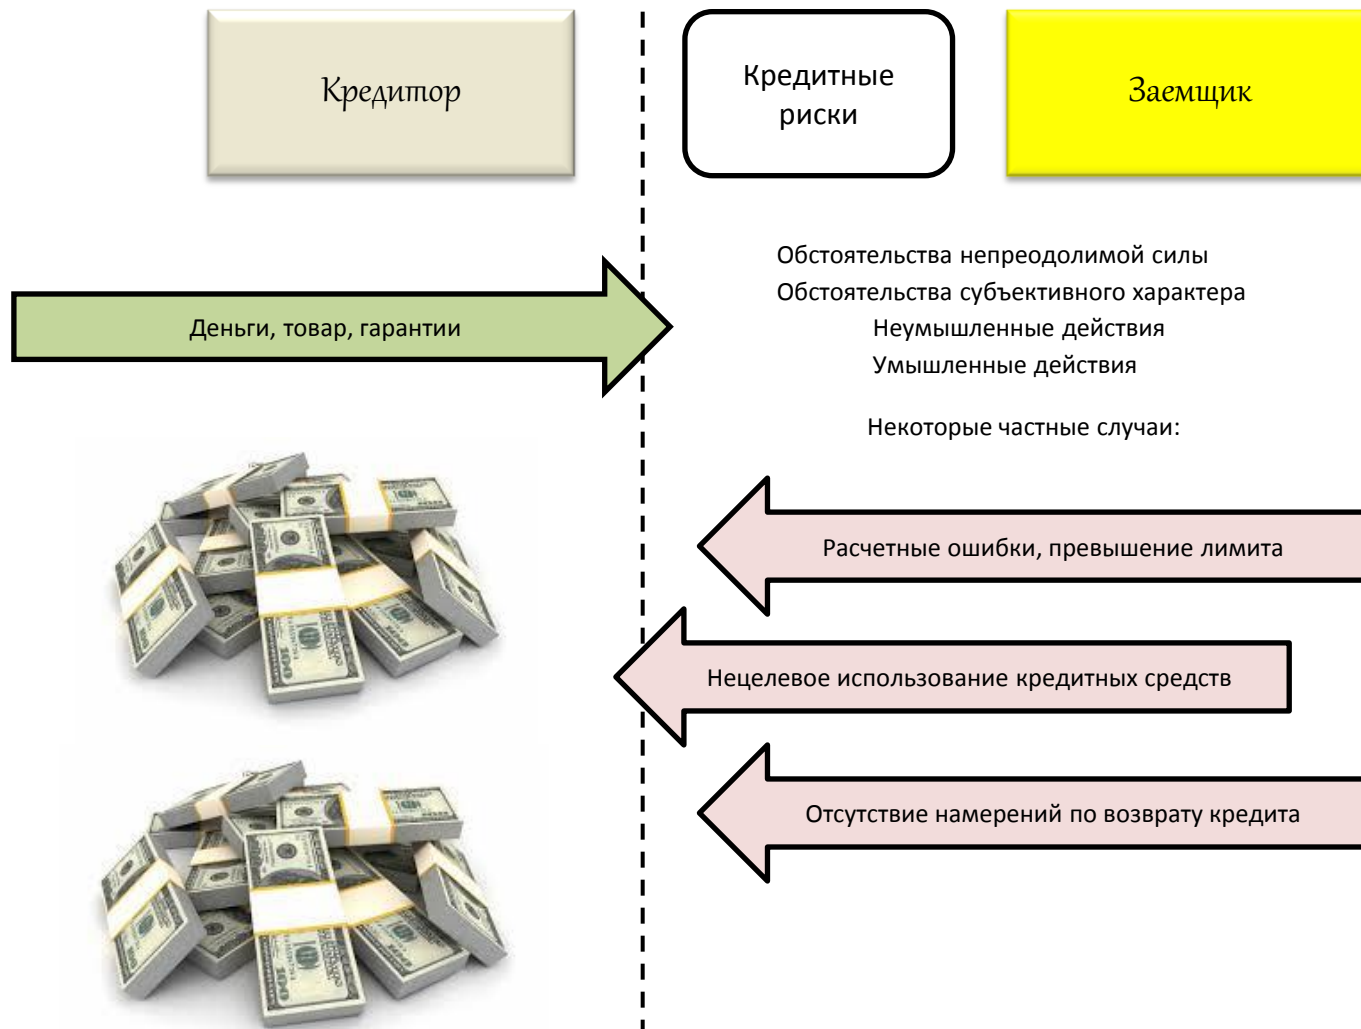 Кредитор
Кредитные
риски
Заемщик
Деньги, товар, гарантии
Обстоятельства непреодолимой силы
Обстоятельства субъективного характера
Неумышленные действия
Умышленные действия
Некоторые частные случаи:
Расчетные ошибки, превышение лимита
Нецелевое использование кредитных средств
Отсутствие намерений по возврату кредита